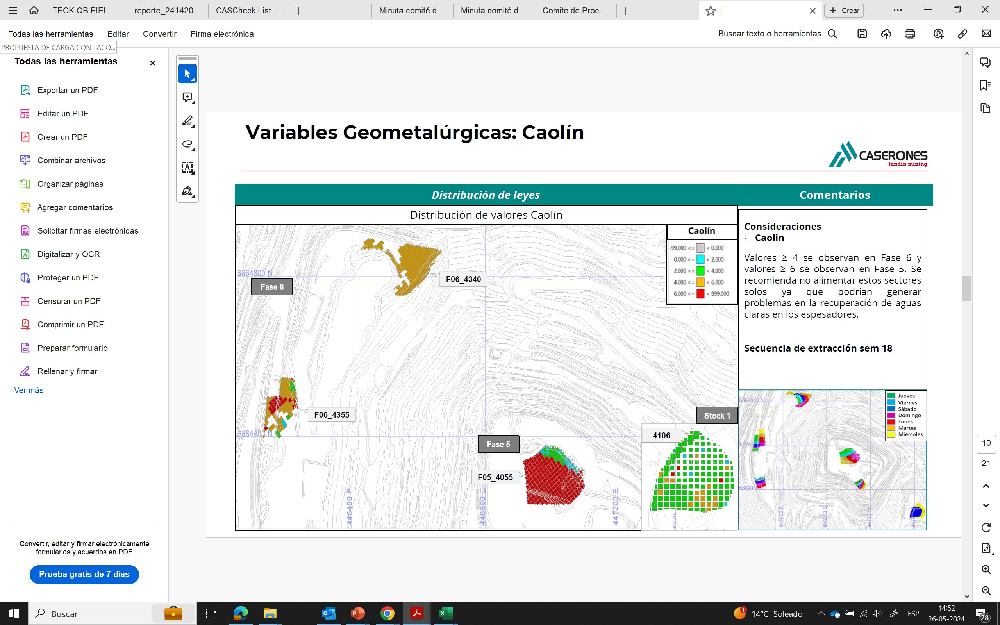 TECK QB FIEL...
reporte_241420...
CASCheck List ...
|
Minuta comité d...
Minuta comité d...
Comite de Proc...
|
|
Crear
Todas las herramientas
Editar
Convertir
Firma electrónica
Buscar texto o herramientas
PROPUESTA DE CARGA CON TACO...
Todas las herramientas
Exportar un PDF
Editar un PDF
Crear un PDF
Combinar archivos
Organizar páginas
Agregar comentarios
Solicitar firmas electrónicas
Digitalizar y OCR
Proteger un PDF
Censurar un PDF
Comprimir un PDF
Preparar formulario
Rellenar y firmar
Ver más
Convertir, editar y firmar electrónicamente
formularios y acuerdos en PDF
Prueba gratis de 7 días
Variables Geometalúrgicas: Caolín
CASERONES
lundin mining
Distribución de leyes
Comentarios
Distribución de valores Caolín
Caolín
-99.000 <= < 0.000
0.000 <= < 2.000
2.000 <= < 4.000
4.000 <= < 6.000
6.000 <= < 999.000
6884800 N
Fase 6
F06_4340
F06_4355
6884400 N
Fase 5
F05_4055
Stock 1
4106
446400 E
446800 E
447200 E
447600 E
Consideraciones
· Caolin
Valores ≥ 4 se observan en Fase 6 y
valores ≥ 6 se observan en Fase 5. Se
recomienda no alimentar estos sectores
solos ya que podrían generar
problemas en la recuperación de aguas
claras en los espesadores.
Secuencia de extracción sem 18
Jueves
Viernes
Sábado
Domingo
Lunes
Martes
Miércoles
6884800 N
6884000 N
446400 E
446800 E
447200 E
10
21
Buscar
14°C Soleado
ESP
14:52
26-05-2024
28
1